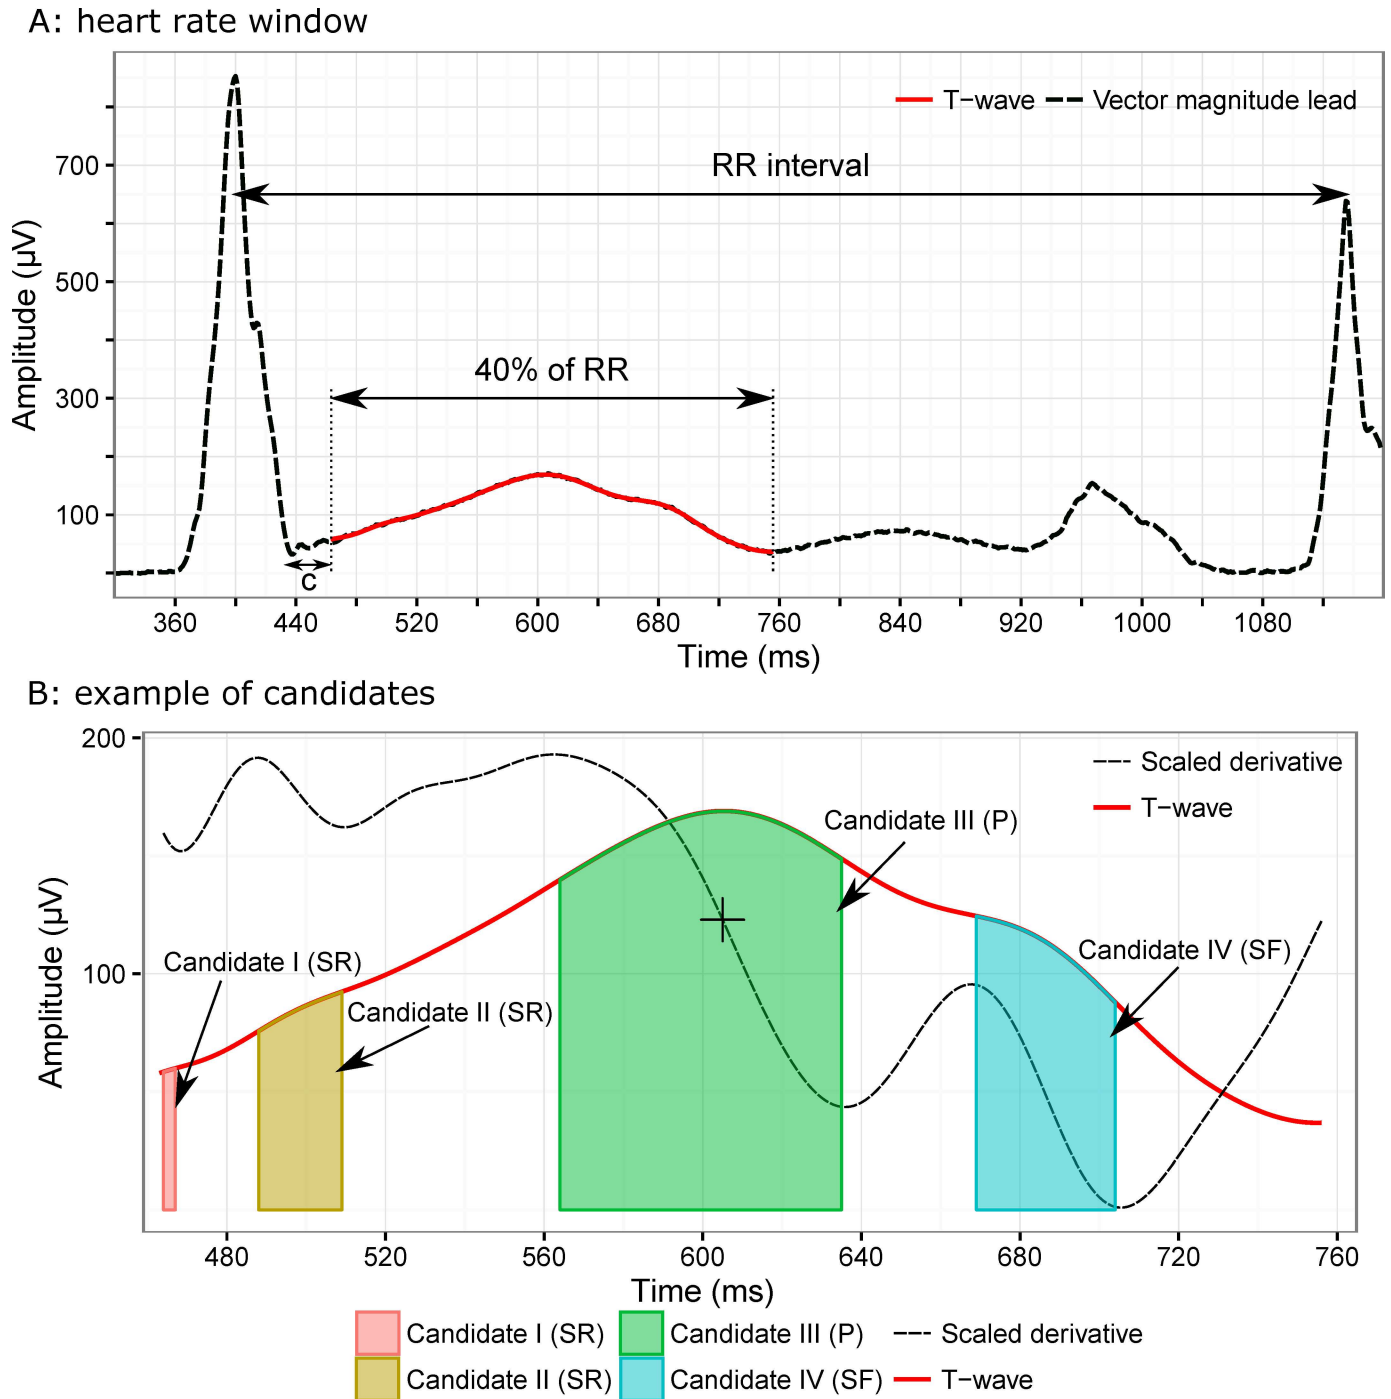 A: heart rate window
T−wave
Vector magnitude lead
RR interval
40% of RR
C
700
500
300
100
Amplitude (µV)
360 440 520 600 680 760 840 920 1000 1080
Time (ms)
B: example of candidates
Scaled derivative
T−wave
Candidate III (P)
Candidate I (SR)
Candidate II (SR)
Candidate IV (SF)
200
100
Amplitude (µV)
480 520 560 600 640 680 720 760
Time (ms)
Candidate I (SR) Candidate III (P) Scaled derivative
Candidate II (SR) Candidate IV (SF) T−wave